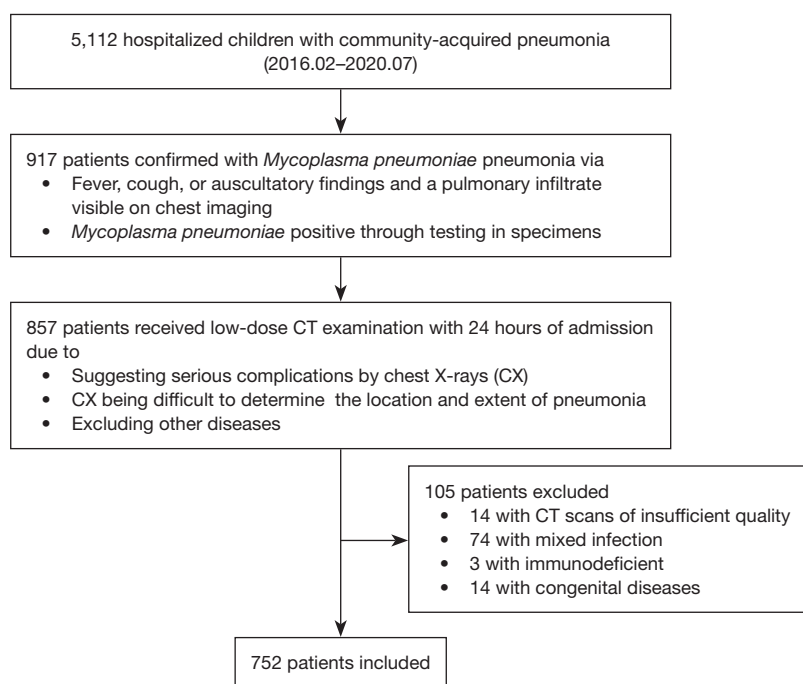 5,112 hospitalized children with community-acquired pneumonia
(2016.02–2020.07)
917 patients confirmed with Mycoplasma pneumoniae pneumonia via
• Fever, cough, or auscultatory findings and a pulmonary infiltrate
visible on chest imaging
• Mycoplasma pneumoniae positive through testing in specimens
857 patients received low-dose CT examination with 24 hours of admission
due to
• Suggesting serious complications by chest X-rays (CX)
• CX being difficult to determine the location and extent of pneumonia
• Excluding other diseases
105 patients excluded
• 14 with CT scans of insufficient quality
• 74 with mixed infection
• 3 with immunodeficient
• 14 with congenital diseases
752 patients included